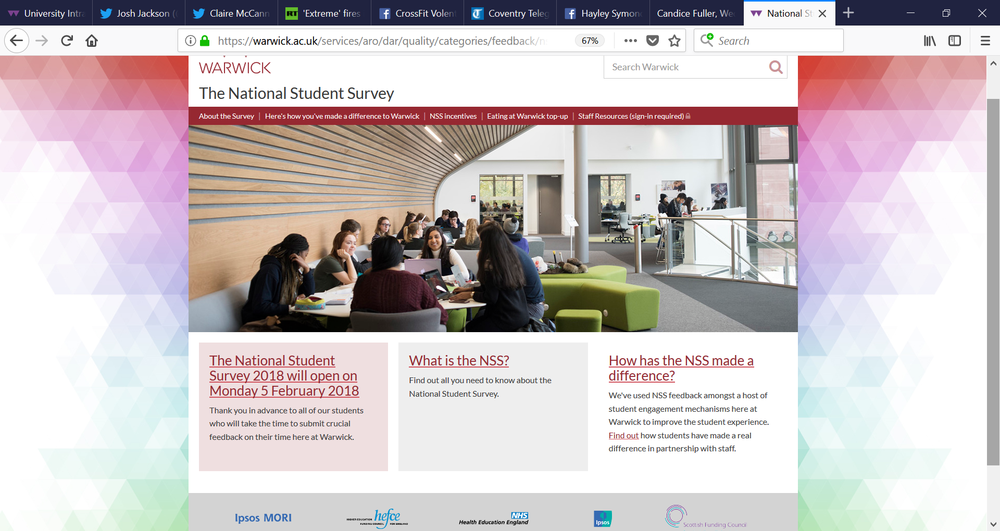 University Intra
Josh Jackson (
Claire McCann
RT 'Extreme' fires
CrossFit Volent
Coventry Teleg
Hayley Symon
Candice Fuller, We
National St
https://warwick.ac.uk/services/aro/dar/quality/categories/feedback/n
67%
Search
WARWICK
Search Warwick
The National Student Survey
About the Survey | Here's how you've made a difference to Warwick | NSS incentives | Eating at Warwick top-up | Staff Resources (sign-in required)
The National Student
Survey 2018 will open on
Monday 5 February 2018
Thank you in advance to all of our students
who will take the time to submit crucial
feedback on their time here at Warwick.
What is the NSS?
Find out all you need to know about the
National Student Survey.
How has the NSS made a
difference?
We've used NSS feedback amongst a host of
student engagement mechanisms here at
Warwick to improve the student experience.
Find out how students have made a real
difference in partnership with staff.
Ipsos MORI
HIGHER EDUCATION hefce
FUNDING COUNCIL FOR ENGLAND
NHS
Health Education England
Ipsos
Scottish Funding Council